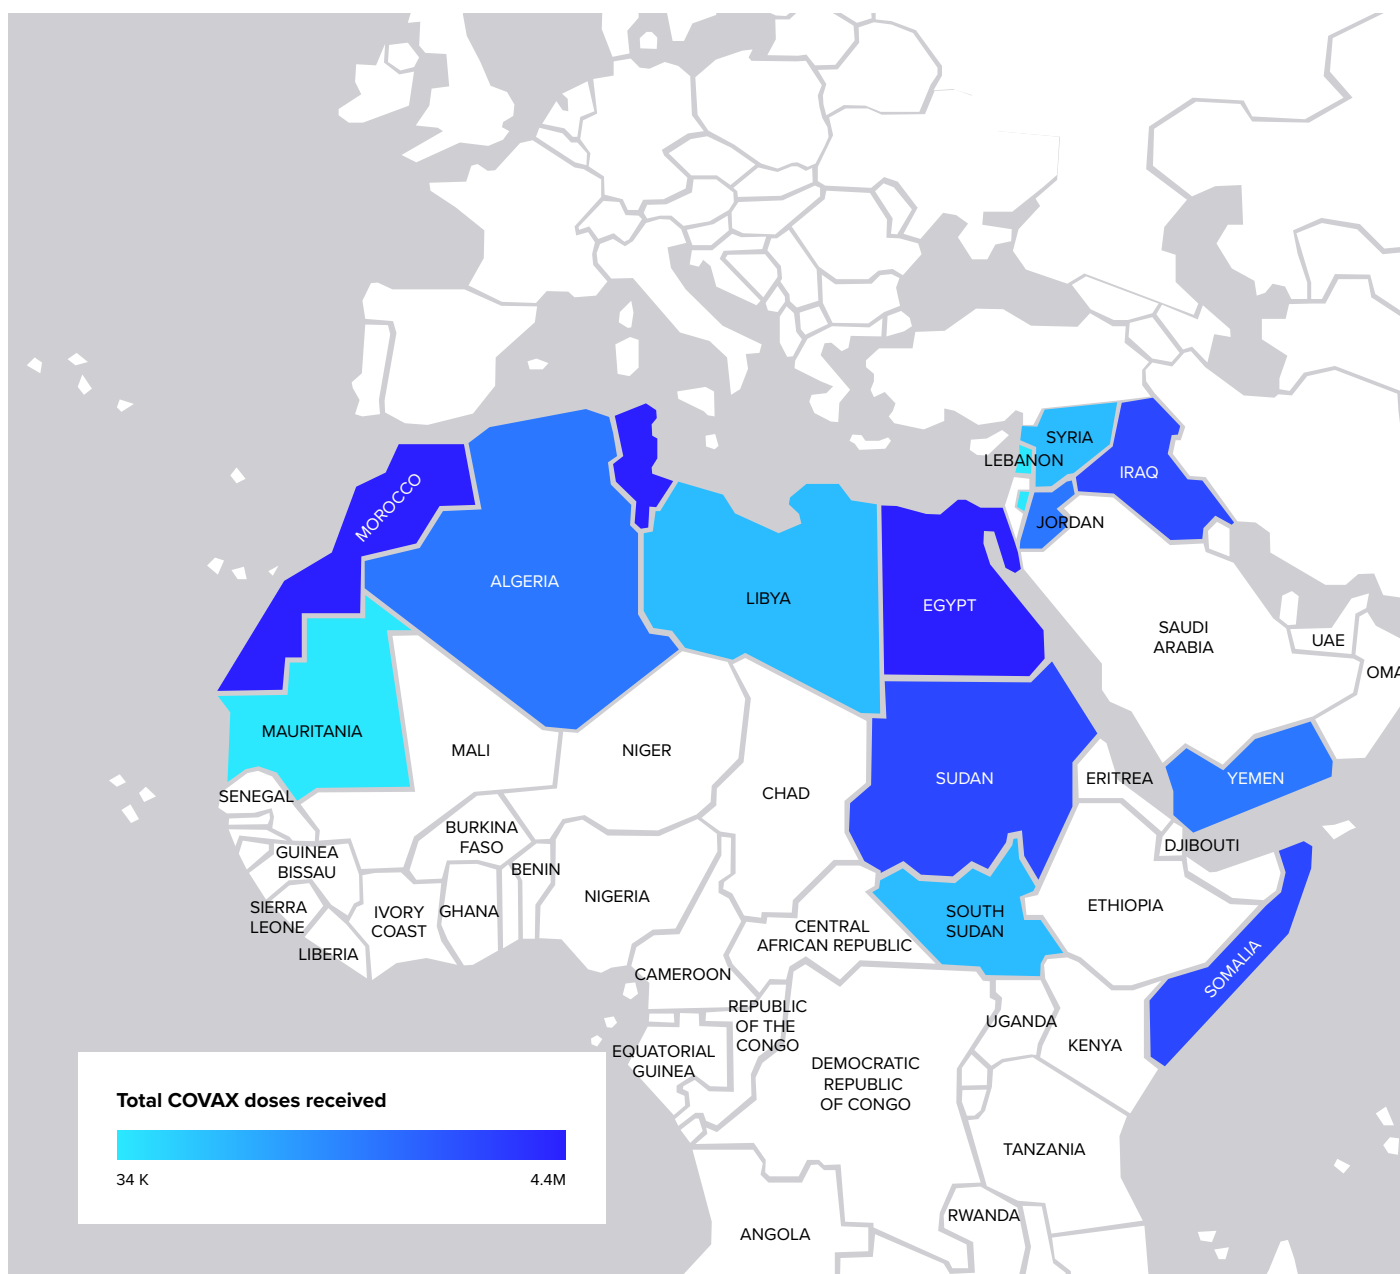 SYRIA
LEBANON
IRAQ
MOROCCO
JORDAN
ALGERIA
LIBYA
EGYPT
SAUDI
ARABIA
UAE
OMA
MAURITANIA
MALI
NIGER
CHAD
SUDAN
ERITREA
YEMEN
SENEGAL
BURKINA
FASO
DJIBOUTI
GUINEA
BISSAU
BENIN
NIGERIA
SIERRA
LEONE
IVORY
COAST
GHANA
SOUTH
SUDAN
ETHIOPIA
CENTRAL
AFRICAN REPUBLIC
LIBERIA
CAMEROON
SOMALIA
REPUBLIC
OF THE
CONGO
UGANDA
KENYA
EQUATORIAL
GUINEA
DEMOCRATIC
REPUBLIC
OF CONGO
TANZANIA
RWANDA
ANGOLA
Total COVAX doses received
34 K
4.4M